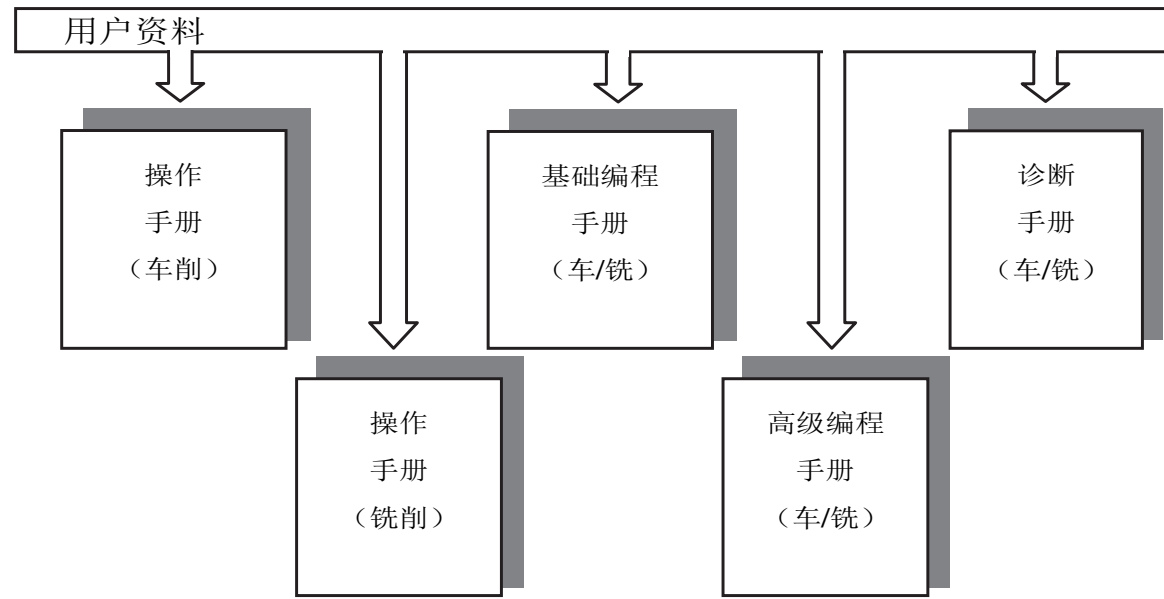 用户资料
操作
手册
（车削）
基础编程
手册
（车/铣）
诊断
手册
（车/铣）
操作
手册
（铣削）
高级编程
手册
（车/铣）